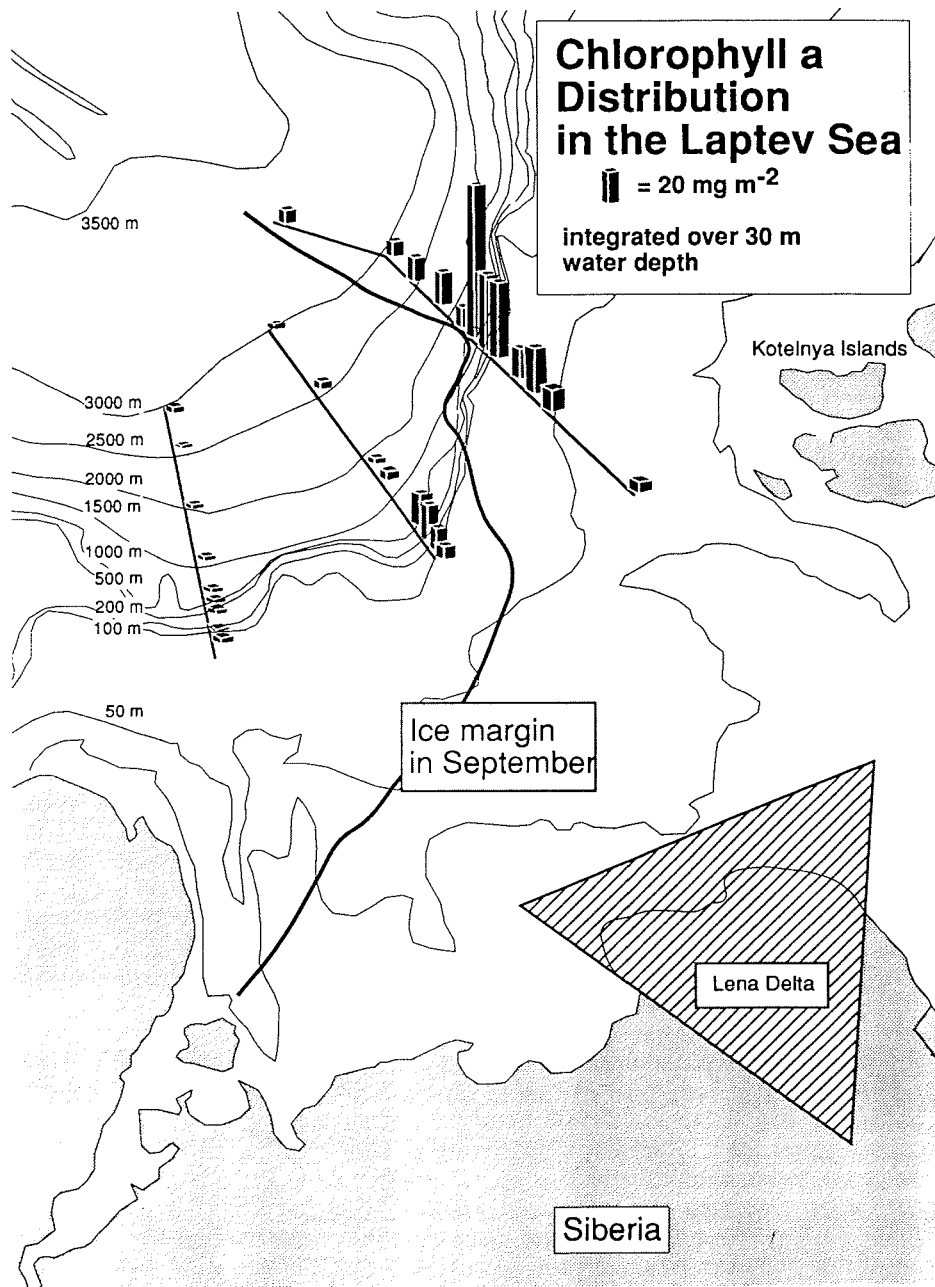 Chlorophyll a
Distribution
in the Laptev Sea
= 20 mg m-2
integrated over 30 m
water depth
3500 m
Kotelnya Islands
3000 m
2500 m
2000 m
1500 m
1000 m
500 m
200 m
100 m
50 m
Ice margin
in September
Lena Delta
Siberia